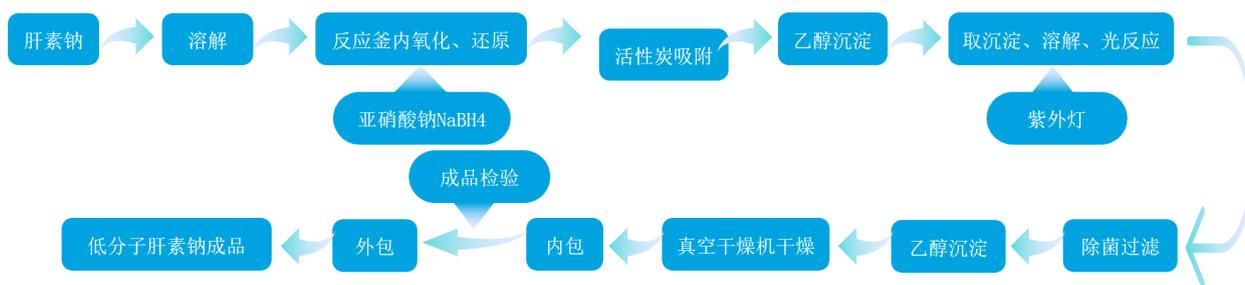 肝素钠
溶解
反应釜内氧化、还原
亚硝酸钠NaBH4
活性炭吸附
乙醇沉淀
取沉淀、溶解、光反应
紫外灯
除菌过滤
乙醇沉淀
真空干燥机干燥
内包
成品检验
外包
低分子肝素钠成品